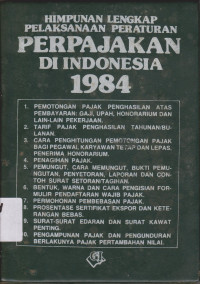 HIMPUNAN LENGKAP
PELAKSANAAN PERATURAN
PERPAJAKAN
DI INDONESIA
1984
1. PEMOTONGAN PAJAK PENGHASILAN ATAS
PEMBAYARAN: GAJI, UPAH, HONORARIUM DAN
LAIN-LAIN PEKERJAAN.
2. TARIF PAJAK PENGHASILAN TAHUNAN/BU-
LANAN.
3. CARA PENGHITUNGAN PEMOTONGAN PAJAK
BAGI PEGAWAI, KARYAWAN TETAP DAN LEPAS,
PENERIMA HONORARIUM.
4. PENAGIHAN PAJAK.
5. PEMUNGUT, CARA MEMUNGUT, BUKTI PEMU-
NGUTAN, PENYETORAN, LAPORAN DAN CON-
TOH SURAT SETORAN/TAGIHAN.
6. BENTUK, WARNA DAN CARA PENGISIAN FOR-
MULIR PENDAFTARAN WAJIB PAJAK.
7. PERMOHONAN PEMBEBASAN PAJAK.
8. PROSENTASE SERTIFIKAT EKSPOR DAN KETE-
RANGAN BEBAS.
9. SURAT-SURAT EDARAN DAN SURAT KAWAT
PENTING.
10. PENGAMPUNAN PAJAK DAN PENGUNDURAN
BERLAKUNYA PAJAK PERTAMBAHAN NILAI.